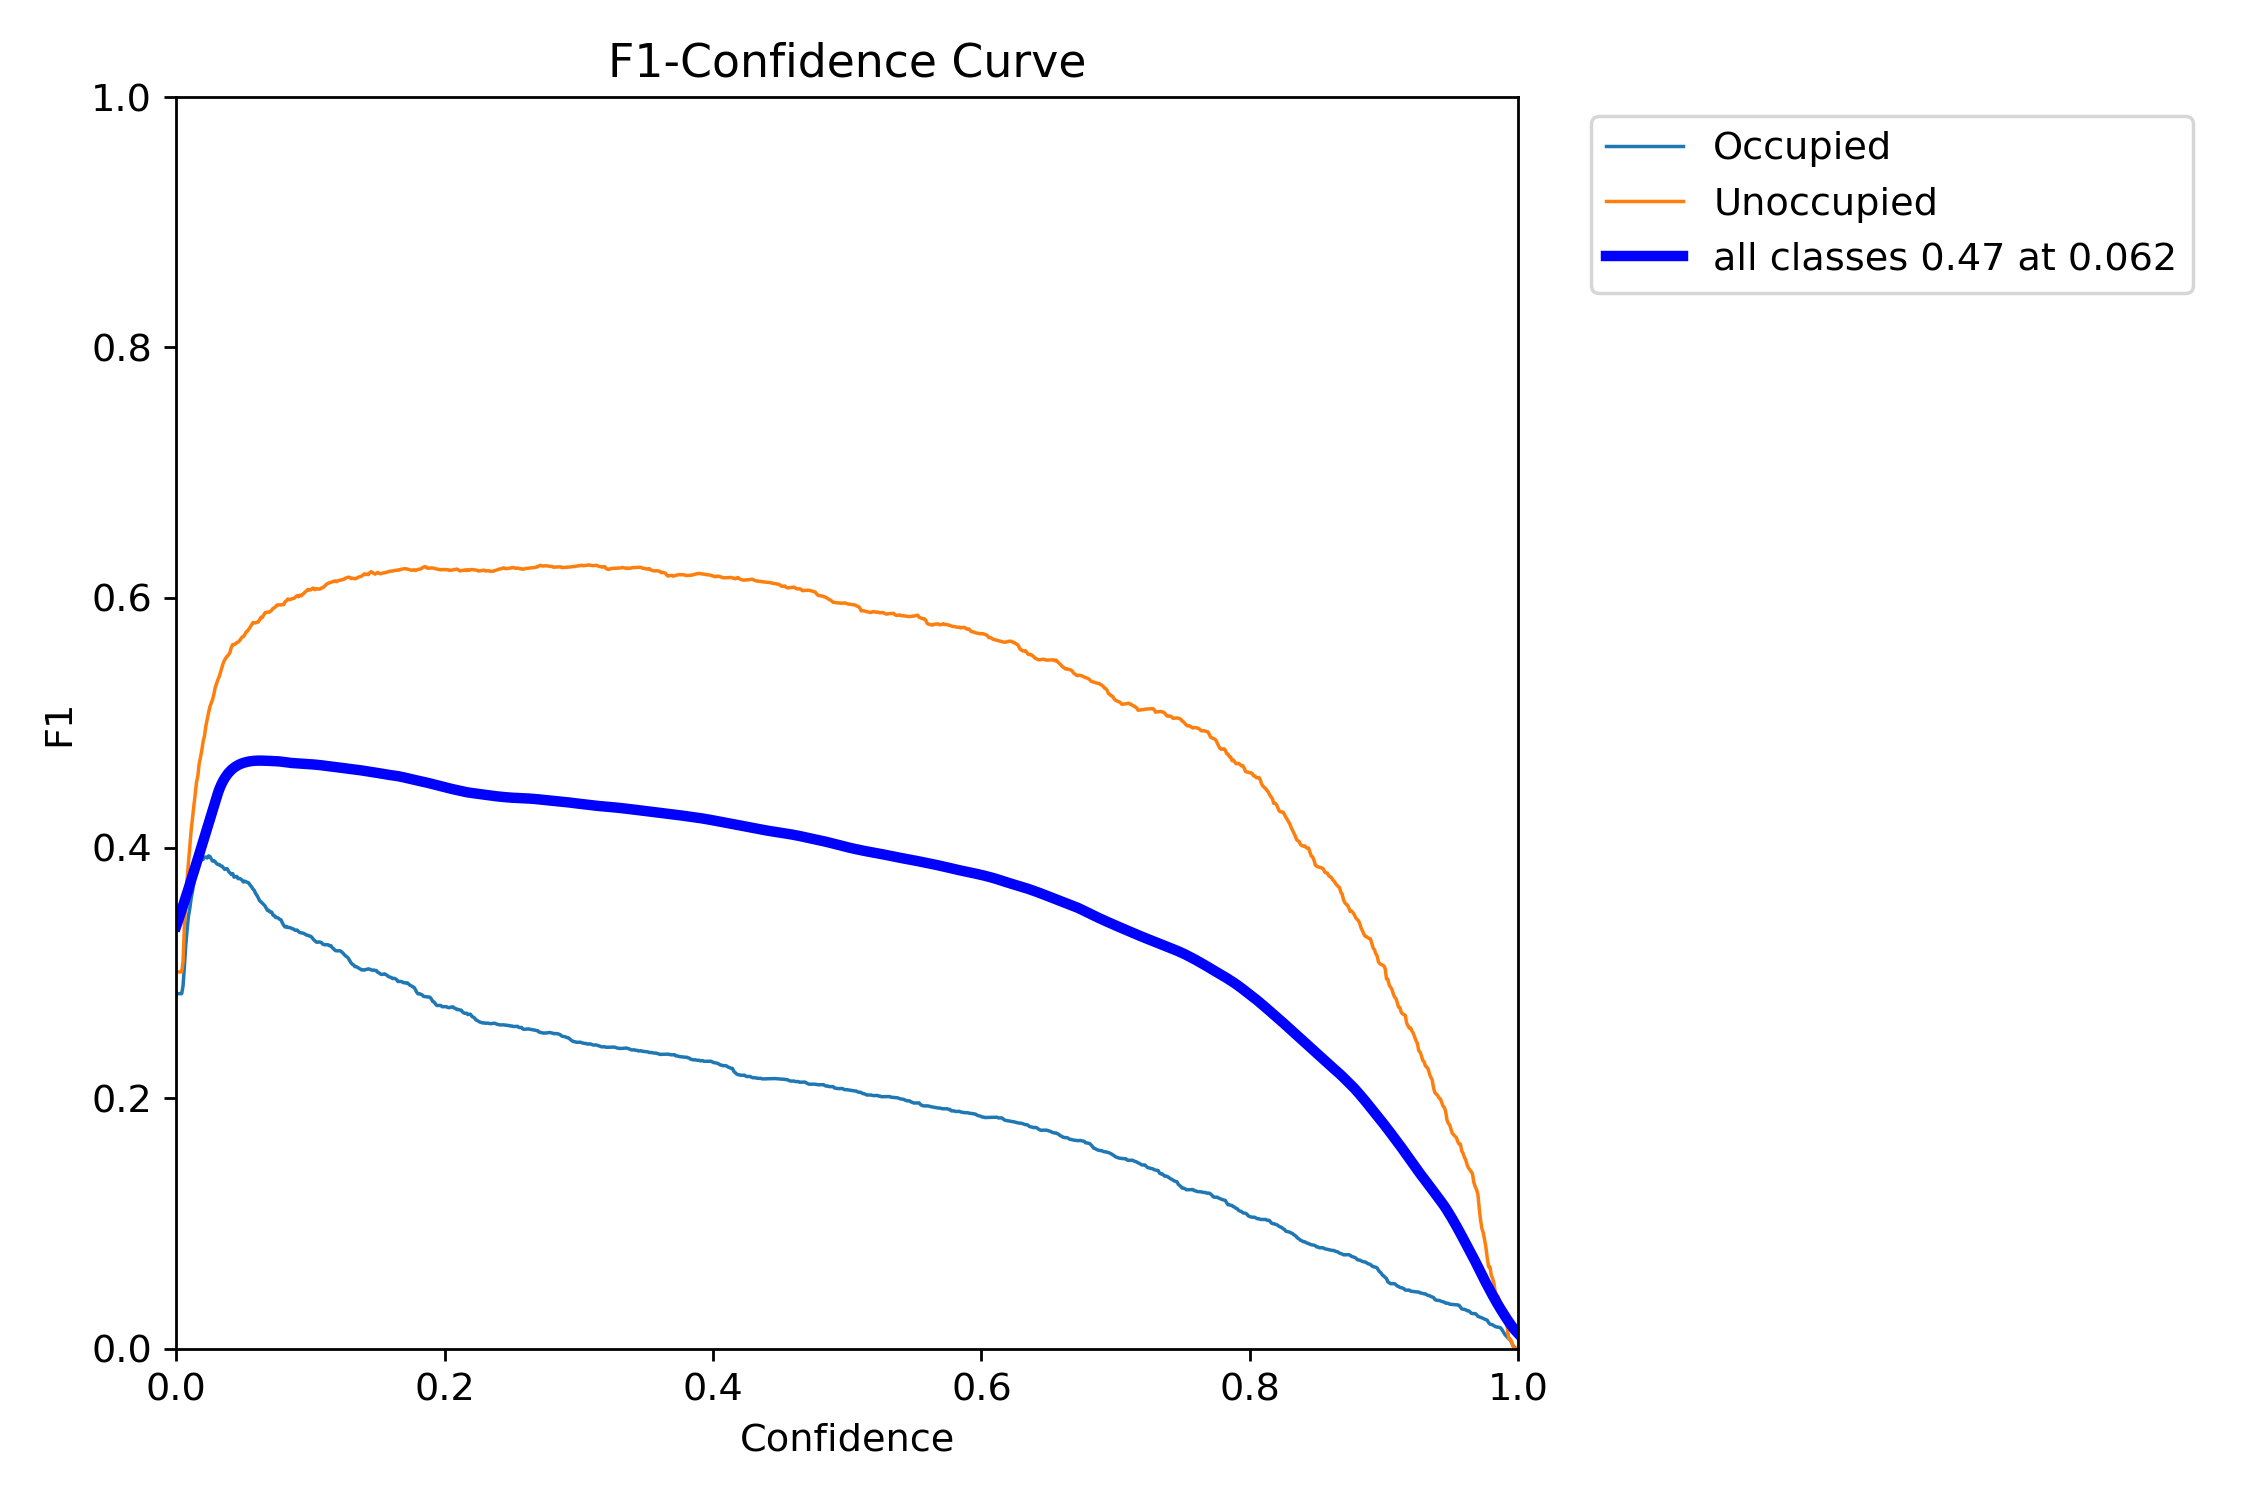 F1-Confidence Curve
1.0
0.8
0.6
0.4
0.2
0.0
F1
0.0 0.2 0.4 0.6 0.8 1.0
Confidence
Occupied
Unoccupied
all classes 0.47 at 0.062